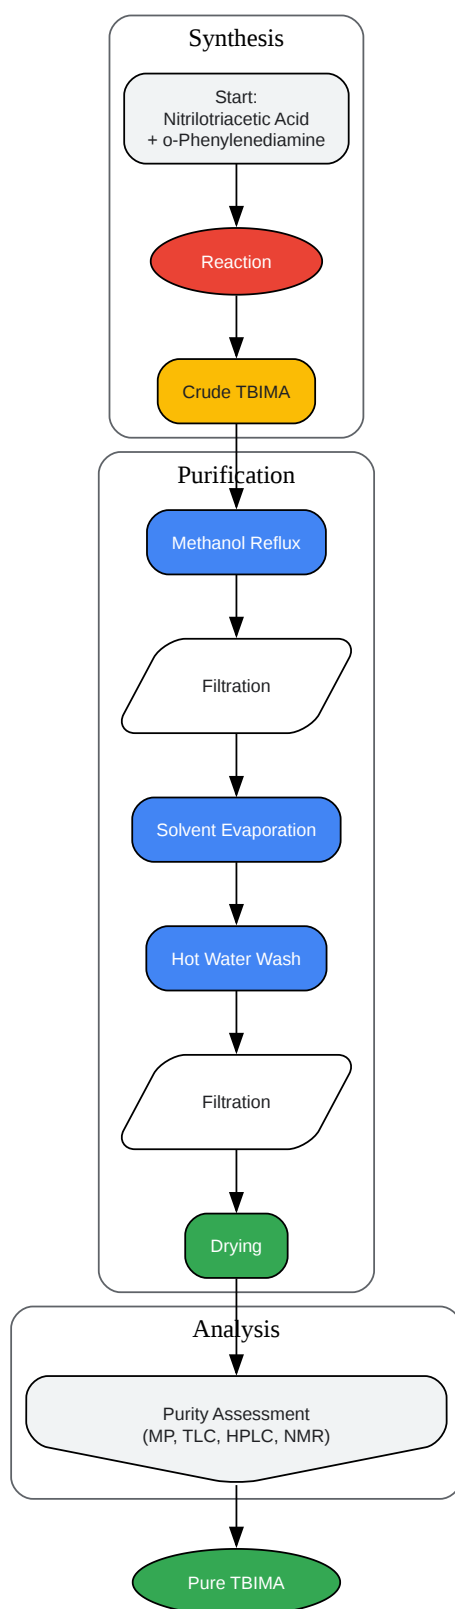 Synthesis
Start:
Nitrilotriacetic Acid
+ o-Phenylenediamine
Reaction
Crude TBIMA
Purification
Methanol Reflux
Filtration
Solvent Evaporation
Hot Water Wash
Filtration
Drying
Analysis
Purity Assessment
(MP, TLC, HPLC, NMR)
Pure TBIMA